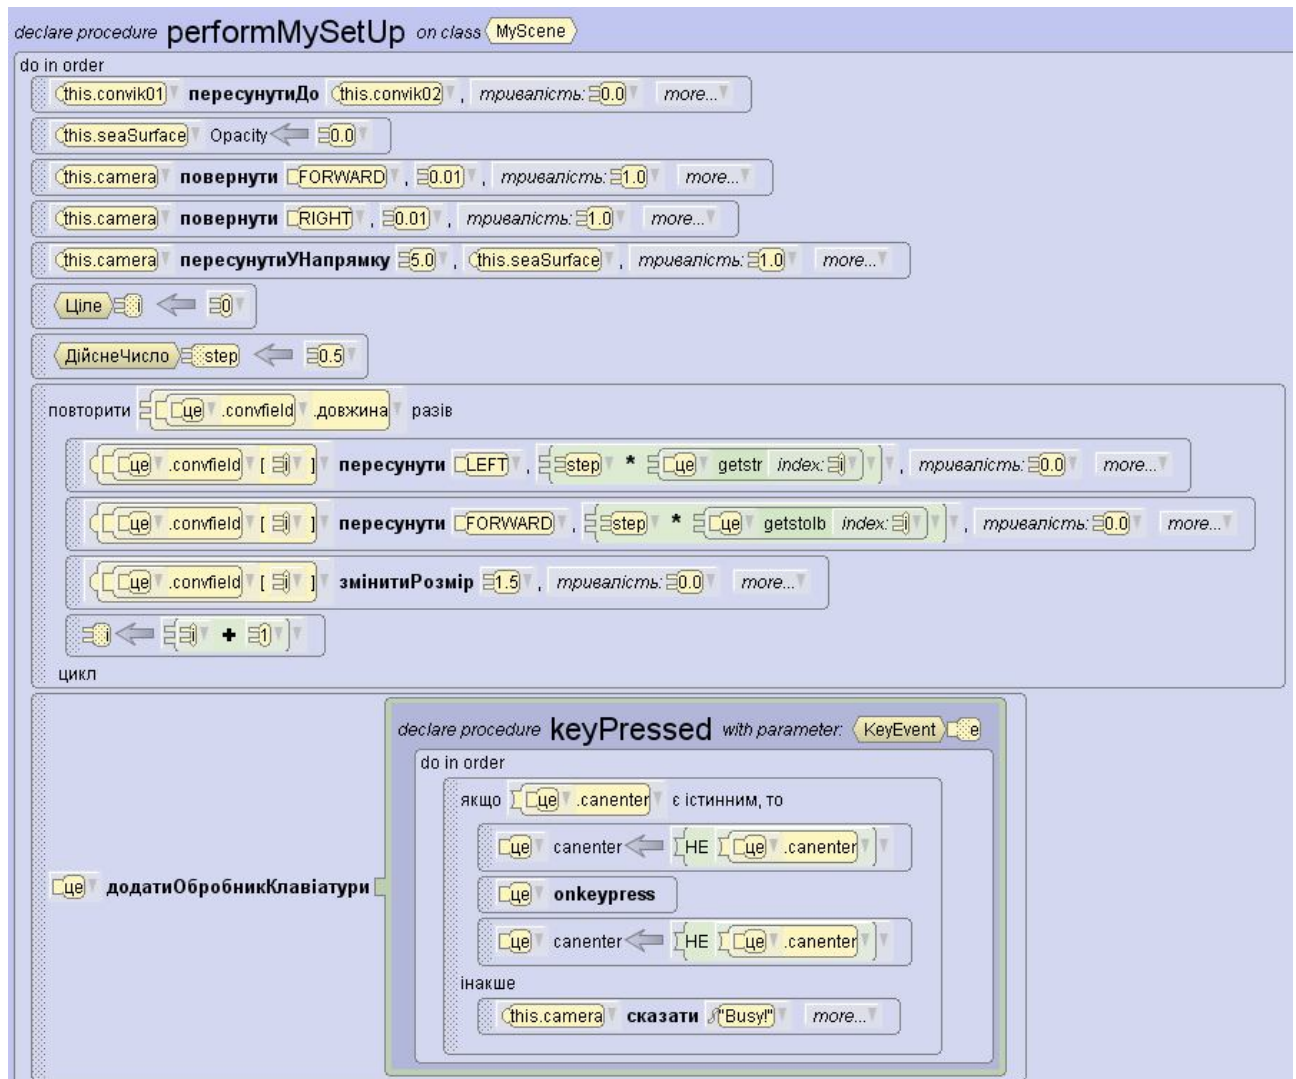 declare procedure performMySetUp on class MyScene
do in order
this.convik01 пересунутиДо this.convik02 , тривалість: 0.0 more...
this.seaSurface Opacity 0.0
this.camera повернути FORWARD , 0.01 , тривалість: 1.0 more...
this.camera повернути RIGHT , 0.01 , тривалість: 1.0 more...
this.camera пересунутиУНапрямку 5.0 , this.seaSurface , тривалість: 1.0 more...
Ціле i 0
ДійснеЧисло step 0.5
повторити це .convfield .довжина разів
це .convfield [ i ] пересунути LEFT , step * це getstr index: i , тривалість: 0.0 more...
це .convfield [ i ] пересунути FORWARD , step * це getstolb index: i , тривалість: 0.0 more...
це .convfield [ i ] змінитиРозмір 1.5 , тривалість: 0.0 more...
i i + 1
цикл
declare procedure keyPressed with parameter: KeyEvent e
do in order
якщо це .canenter є істинним, то
це canenter НЕ це .canenter
це додатиОбробникКлавіатури
це onkeypress
це canenter НЕ це .canenter
інакше
this.camera сказати "Busy!" more...